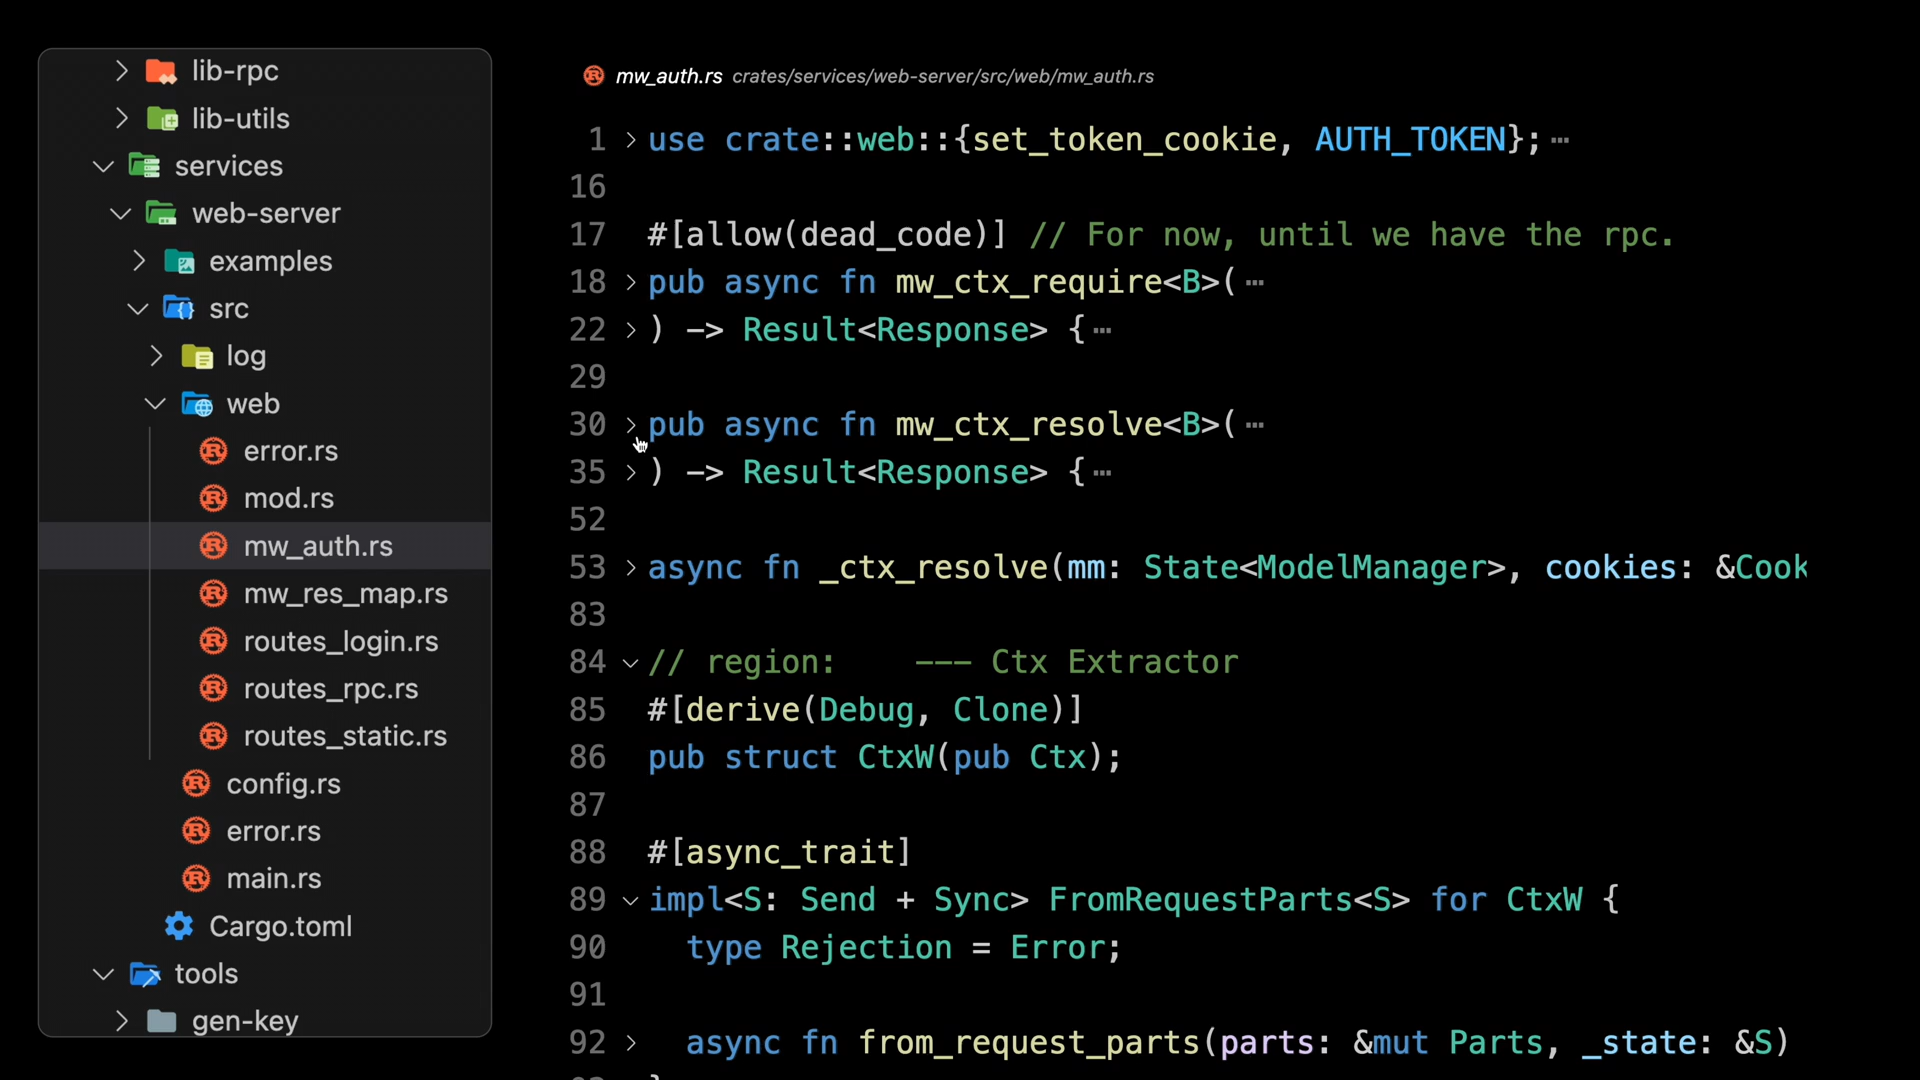 lib-rpc
lib-utils
services
web-server
examples
src
log
web
error.rs
mod.rs
mw_auth.rs
mw_res_map.rs
routes_login.rs
routes_rpc.rs
routes_static.rs
config.rs
error.rs
main.rs
Cargo.toml
tools
gen-key
mw_auth.rs crates/services/web-server/src/web/mw_auth.rs
1 use crate::web::{set_token_cookie, AUTH_TOKEN}; ⋯
16
17 #[allow(dead_code)] // For now, until we have the rpc.
18 pub async fn mw_ctx_require<B>( ⋯
22 ) -> Result<Response> { ⋯
29
30 pub async fn mw_ctx_resolve<B>( ⋯
35 ) -> Result<Response> { ⋯
52
53 async fn _ctx_resolve(mm: State<ModelManager>, cookies: &Cook
83
84 // region:    --- Ctx Extractor
85 #[derive(Debug, Clone)]
86 pub struct CtxW(pub Ctx);
87
88 #[async_trait]
89 impl<S: Send + Sync> FromRequestParts<S> for CtxW {
90   type Rejection = Error;
91
92   async fn from_request_parts(parts: &mut Parts, _state: &S)